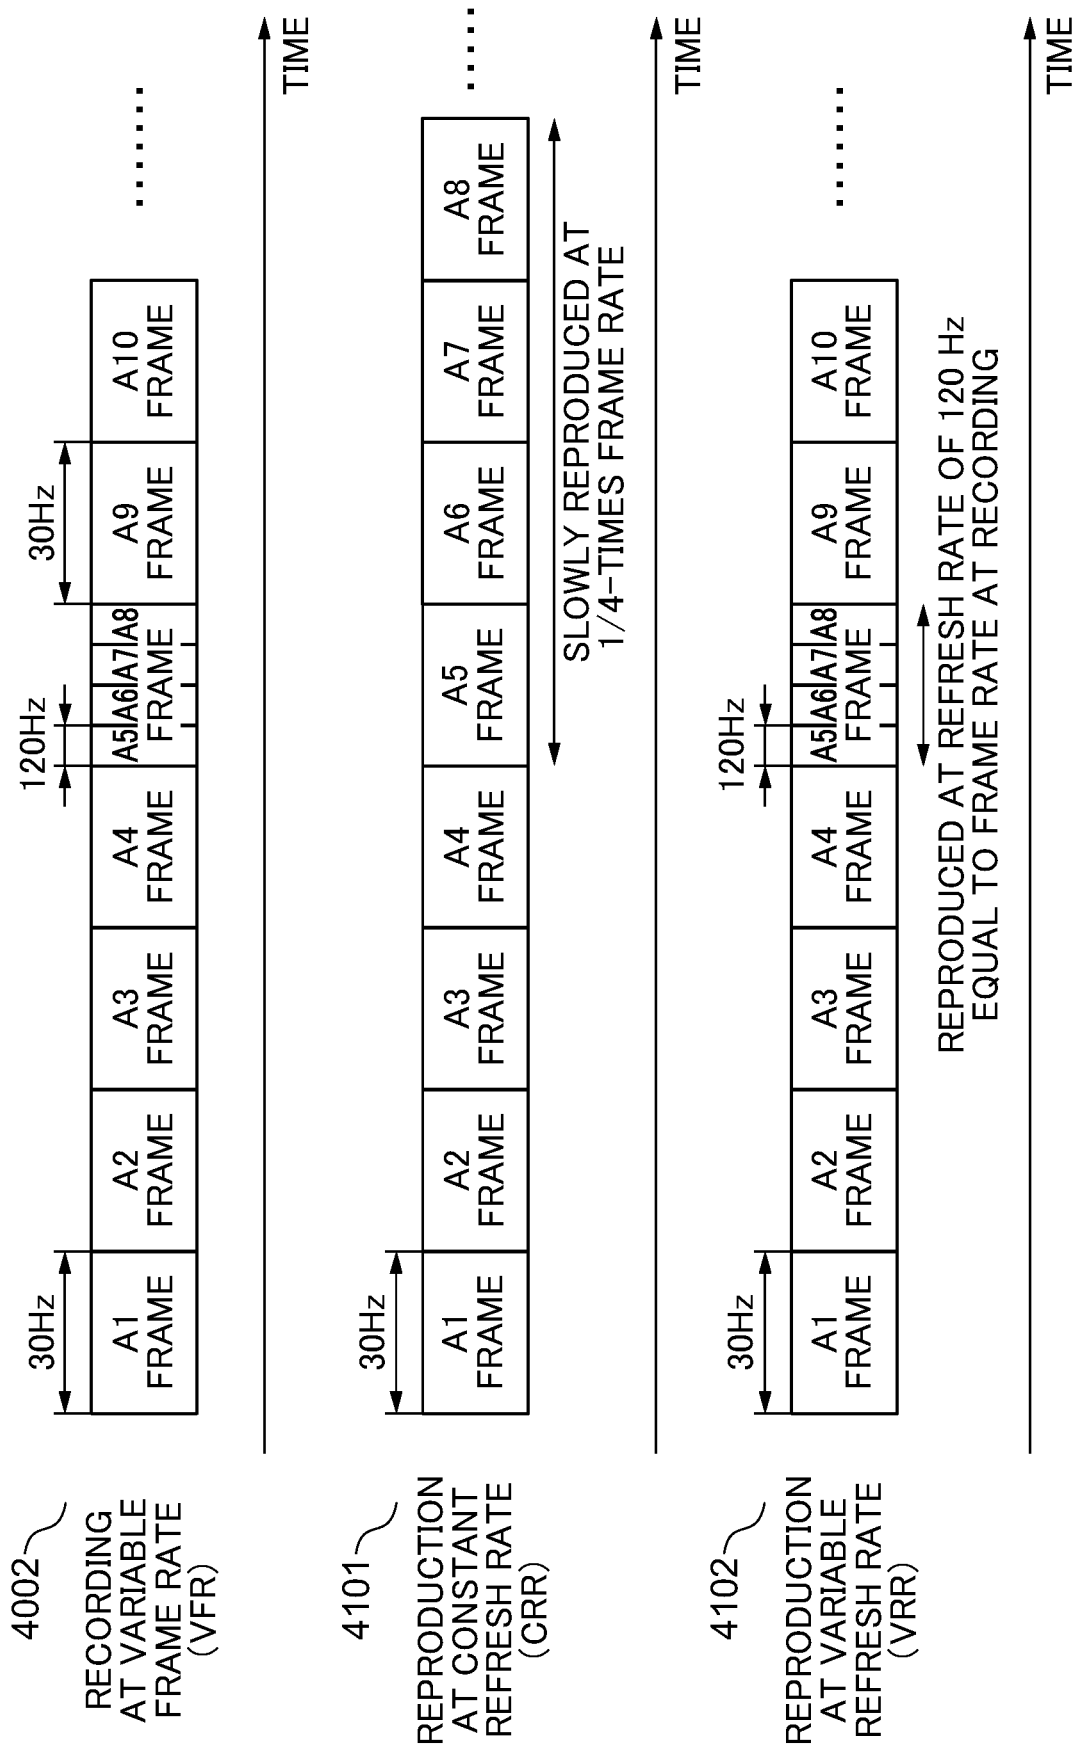 4002
RECORDING
AT VARIABLE
FRAME RATE
(VFR)
30Hz
120Hz
30Hz
A1
FRAME
A2
FRAME
A3
FRAME
A4
FRAME
A5 A6 A7 A8
FRAME
A9
FRAME
A10
FRAME
.......
TIME
4101
REPRODUCTION
AT CONSTANT
REFRESH RATE
(CRR)
30Hz
A1
FRAME
A2
FRAME
A3
FRAME
A4
FRAME
A5
FRAME
A6
FRAME
A7
FRAME
A8
FRAME
.....
SLOWLY REPRODUCED AT
1/4-TIMES FRAME RATE
TIME
4102
REPRODUCTION
AT VARIABLE
REFRESH RATE
(VRR)
30Hz
120Hz
A1
FRAME
A2
FRAME
A3
FRAME
A4
FRAME
A5 A6 A7 A8
FRAME
A9
FRAME
A10
FRAME
.......
REPRODUCED AT REFRESH RATE OF 120 Hz
EQUAL TO FRAME RATE AT RECORDING
TIME